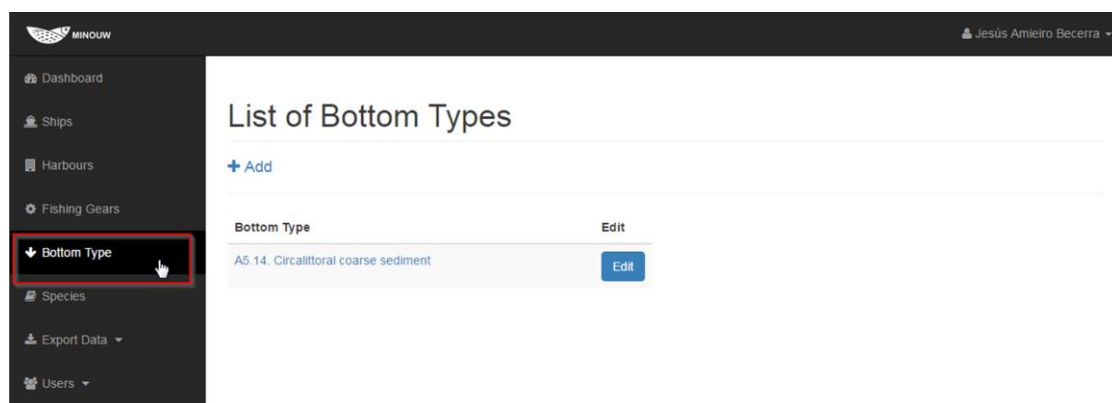 MINOUW
Jesús Amieiro Becerra
Dashboard
Ships
Harbours
Fishing Gears
Bottom Type
Species
Export Data
Users
List of Bottom Types
Add
Bottom Type Edit
A5.14. Circalittoral coarse sediment Edit